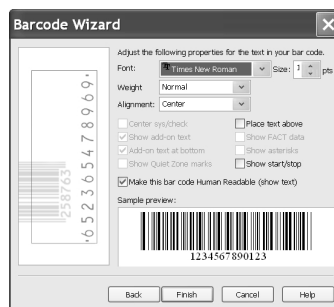 Barcode Wizard
Adjust the following properties for the text in your bar code.
Font: Times New Roman Size: 1 pts
Weight Normal
Alignment: Center
Center sys/check Place text above
Show add-on text Show FACT data
Add-on text at bottom Show asterisks
Show Quiet Zone marks Show start/stop
Make this bar code Human Readable (show text)
Sample preview:
1234567890123
258763
Back Finish Cancel Help